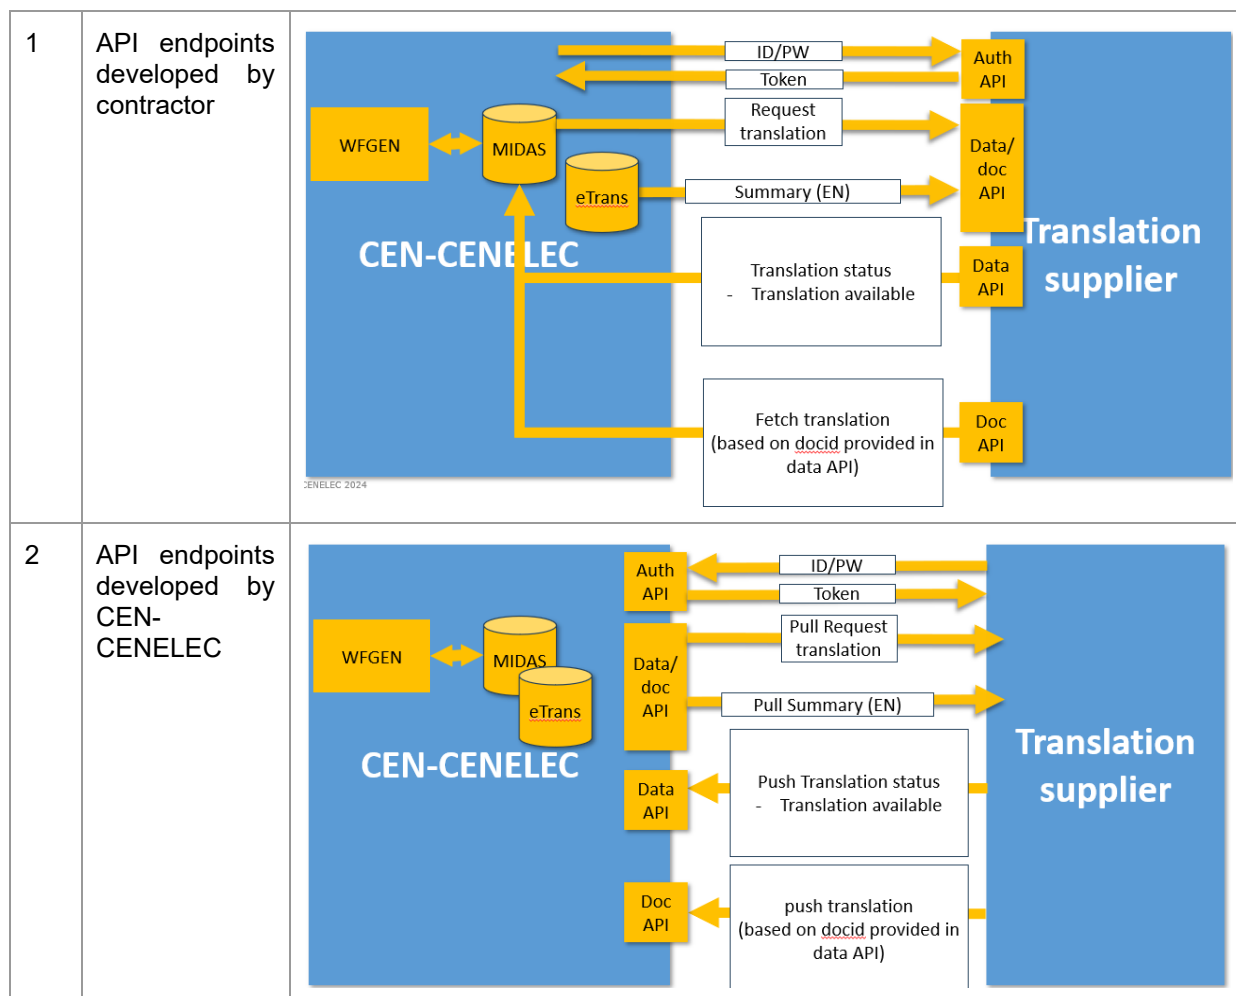 1
API endpoints
developed by
contractor
ID/PW
Auth
API
Token
Request
translation
WFGEN
MIDAS
Data/
doc
API
eTrans
Summary (EN)
CEN-CENELEC
Translation
supplier
Translation status
- Translation available
Data
API
Fetch translation
(based on docid provided in
data API)
Doc
API
CENELEC 2024
2
API endpoints
developed by
CEN-
CENELEC
Auth
API
ID/PW
Token
Pull Request
translation
WFGEN
MIDAS
eTrans
Data/
doc
API
Pull Summary (EN)
CEN-CENELEC
Translation
supplier
Data
API
Push Translation status
- Translation available
Doc
API
push translation
(based on docid provided in
data API)